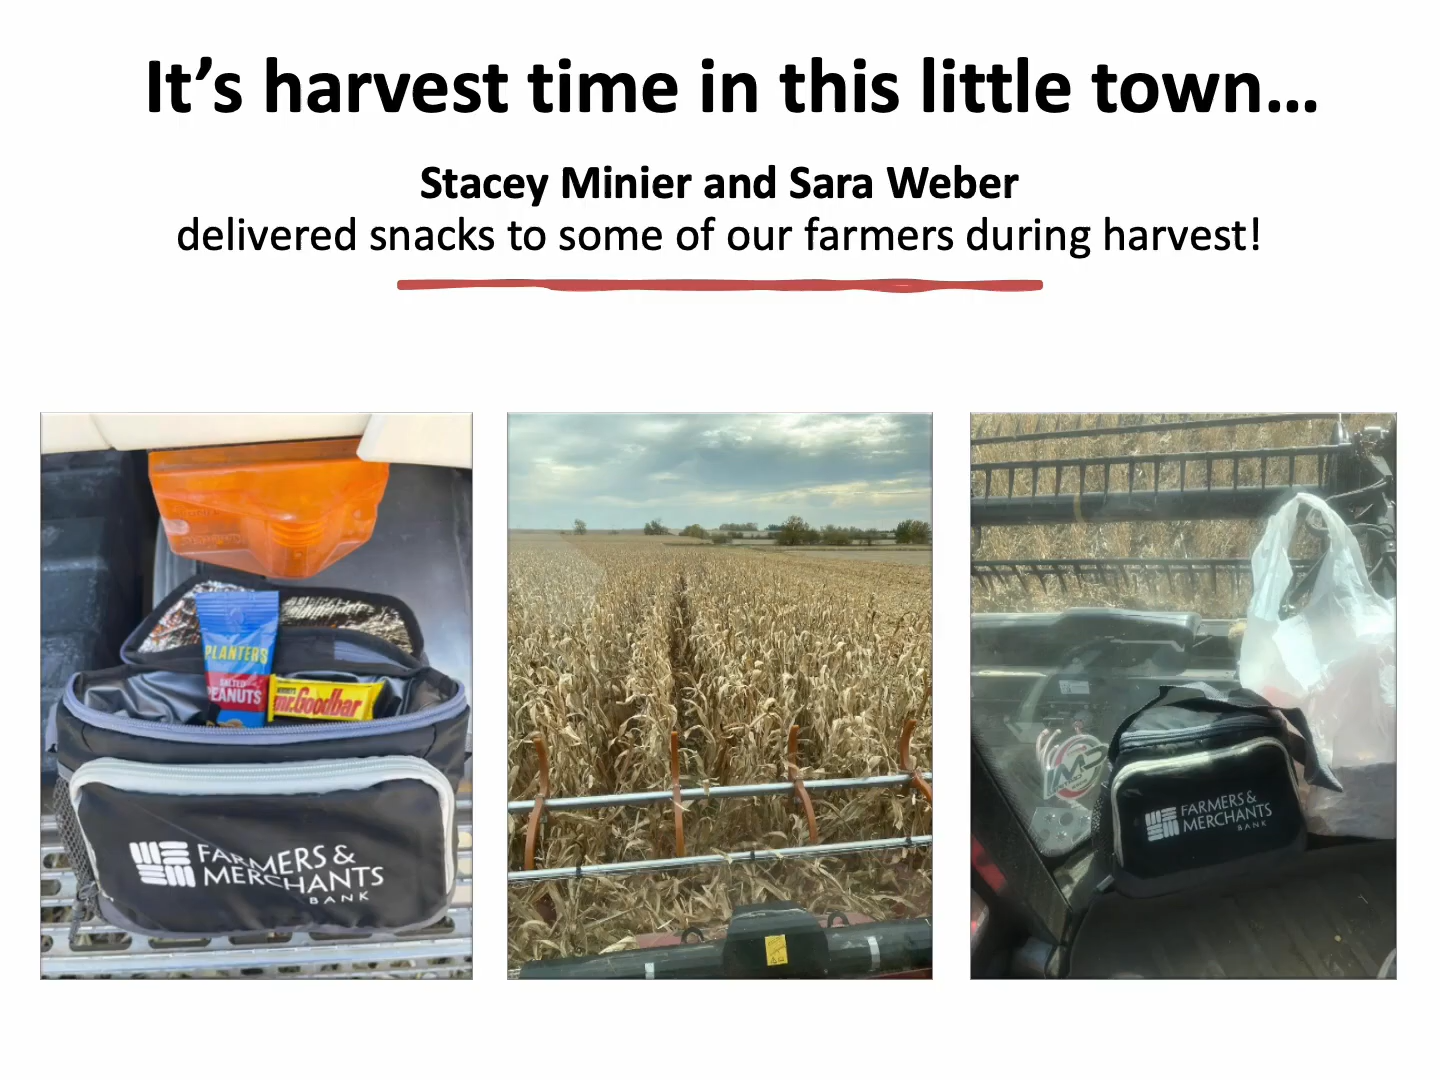 It's harvest time in this little town...
Stacey Minier and Sara Weber
delivered snacks to some of our farmers during harvest!
PLANTERS
SALTED
PEANUTS
Mr.Goodbar
FARMERS &
MERCHANTS
BANK
MP
FARMERS &
MERCHANTS
BANK